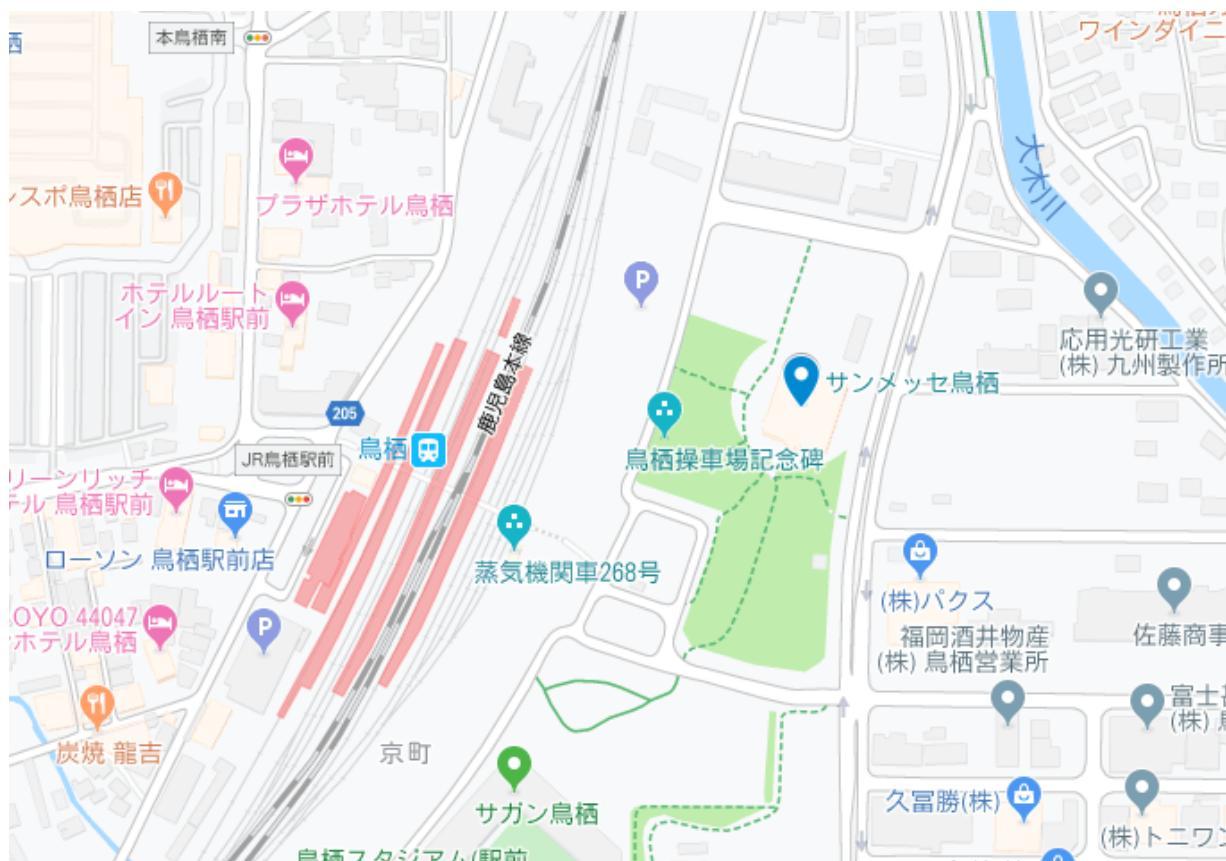 栖
本鳥栖南
ワインダイニ
大木川
ンスポ鳥栖店
プラザホテル鳥栖
ホテルルート
イン 鳥栖駅前
鹿児島本線
応用光研工業
(株) 九州製作所
サンメッセ鳥栖
205
鳥栖
JR鳥栖駅前
P
鳥栖操車場記念碑
リーンリッチ
テル 鳥栖駅前
ローソン 鳥栖駅前店
蒸気機関車268号
(株)パクス
OYO 44047
ホテル鳥栖
P
福岡酒井物産
(株) 鳥栖営業所
佐藤商事
富士
(株)
炭焼 龍吉
京町
サガン鳥栖
久冨勝(株)
(株)トニワン
鳥栖スタジアム(駅前